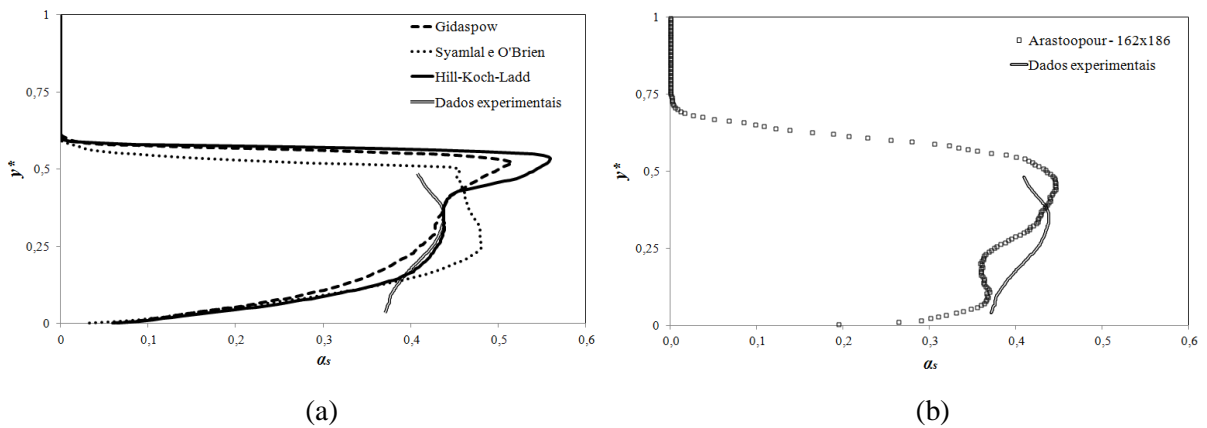 1
0,75
0,5
0,25
0
y*
0
0,1
0,2
0,3
0,4
0,5
0,6
αs
Gidaspow
Syamlal e O'Brien
Hill-Koch-Ladd
Dados experimentais
(a)
1
0,75
0,5
0,25
0
y*
0,0
0,1
0,2
0,3
0,4
0,5
0,6
αs
Arastoopour - 162x186
Dados experimentais
(b)